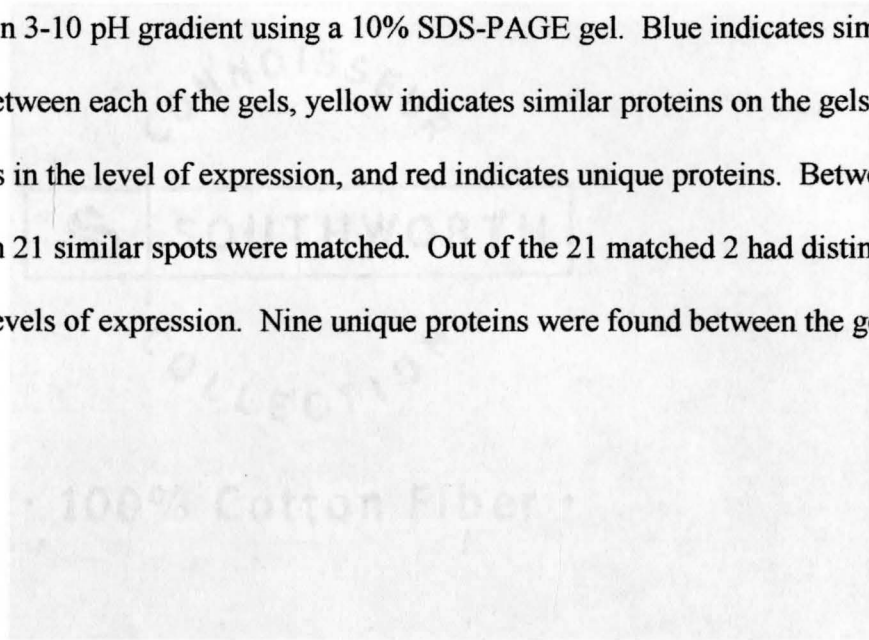 n 3-10 pH gradient using a 10% SDS-PAGE gel. Blue indicates sim
etween each of the gels, yellow indicates similar proteins on the gels
s in the level of expression, and red indicates unique proteins. Betwe
n 21 similar spots were matched. Out of the 21 matched 2 had distin
evels of expression. Nine unique proteins were found between the g
CONNOISSEUR
SOUTHWORTH
COLLECTION
· 100% Cotton Fiber ·